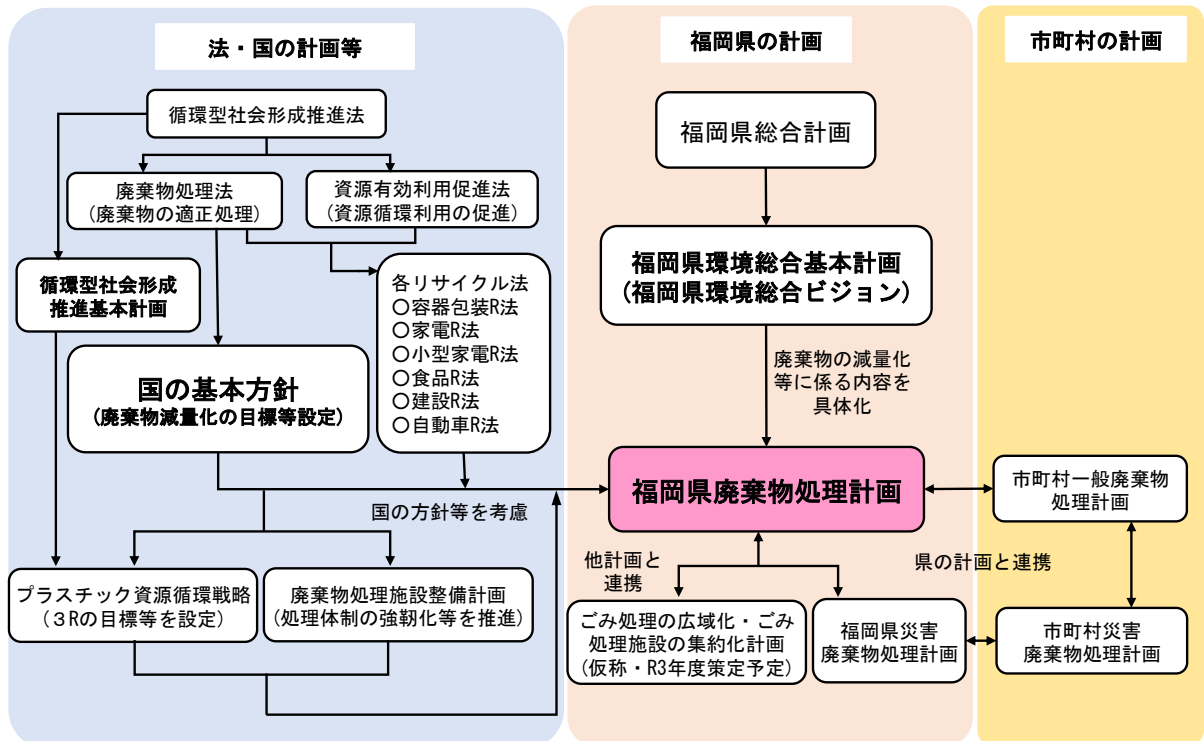 法・国の計画等
循環型社会形成推進法
廃棄物処理法
(廃棄物の適正処理)
資源有効利用促進法
(資源循環利用の促進)
循環型社会形成
推進基本計画
各リサイクル法
○容器包装R法
○家電R法
○小型家電R法
○食品R法
○建設R法
○自動車R法
国の基本方針
(廃棄物減量化の目標等設定)
国の方針等を考慮
プラスチック資源循環戦略
(3Rの目標等を設定)
廃棄物処理施設整備計画
(処理体制の強靭化等を推進)
福岡県の計画
福岡県総合計画
福岡県環境総合基本計画
(福岡県環境総合ビジョン)
廃棄物の減量化
等に係る内容を
具体化
福岡県廃棄物処理計画
他計画と
連携
ごみ処理の広域化・ごみ
処理施設の集約化計画
(仮称・R3年度策定予定)
福岡県災害
廃棄物処理計画
市町村の計画
市町村一般廃棄物
処理計画
県の計画と連携
市町村災害
廃棄物処理計画